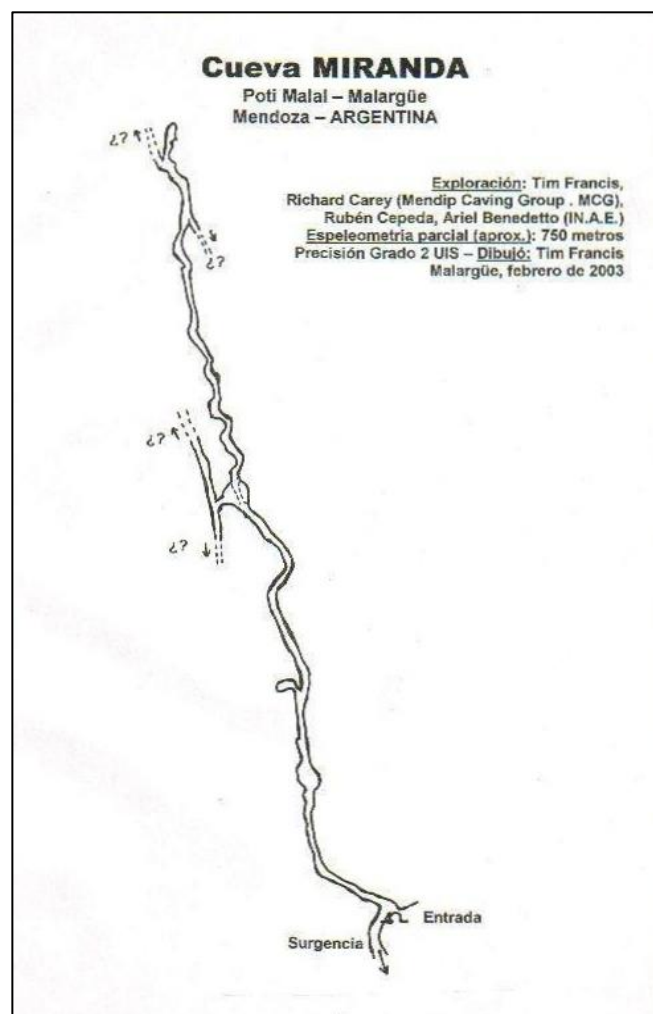 Cueva MIRANDA
Poti Malal – Malargüe
Mendoza – ARGENTINA
Exploración: Tim Francis,
Richard Carey (Mendip Caving Group . MCG),
Rubén Cepeda, Ariel Benedetto (IN.A.E.)
Espeleometria parcial (aprox.): 750 metros
Precisión Grado 2 UIS – Dibujó: Tim Francis
Malargüe, febrero de 2003
¿?
¿?
¿?
¿?
Entrada
Surgencia